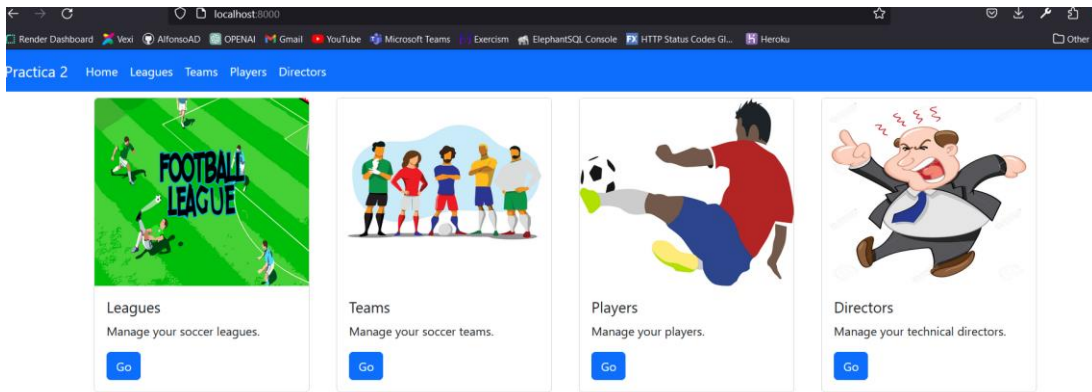 localhost:8000
Render Dashboard Vexi AlfonsoAD OPENAI Gmail YouTube Microsoft Teams Exercism ElephantSQL Console HTTP Status Codes Gl... Heroku Other
Practica 2 Home Leagues Teams Players Directors
FOOTBALL
LEAGUE
Leagues
Manage your soccer leagues.
Go
Teams
Manage your soccer teams.
Go
Players
Manage your players.
Go
Directors
Manage your technical directors.
Go